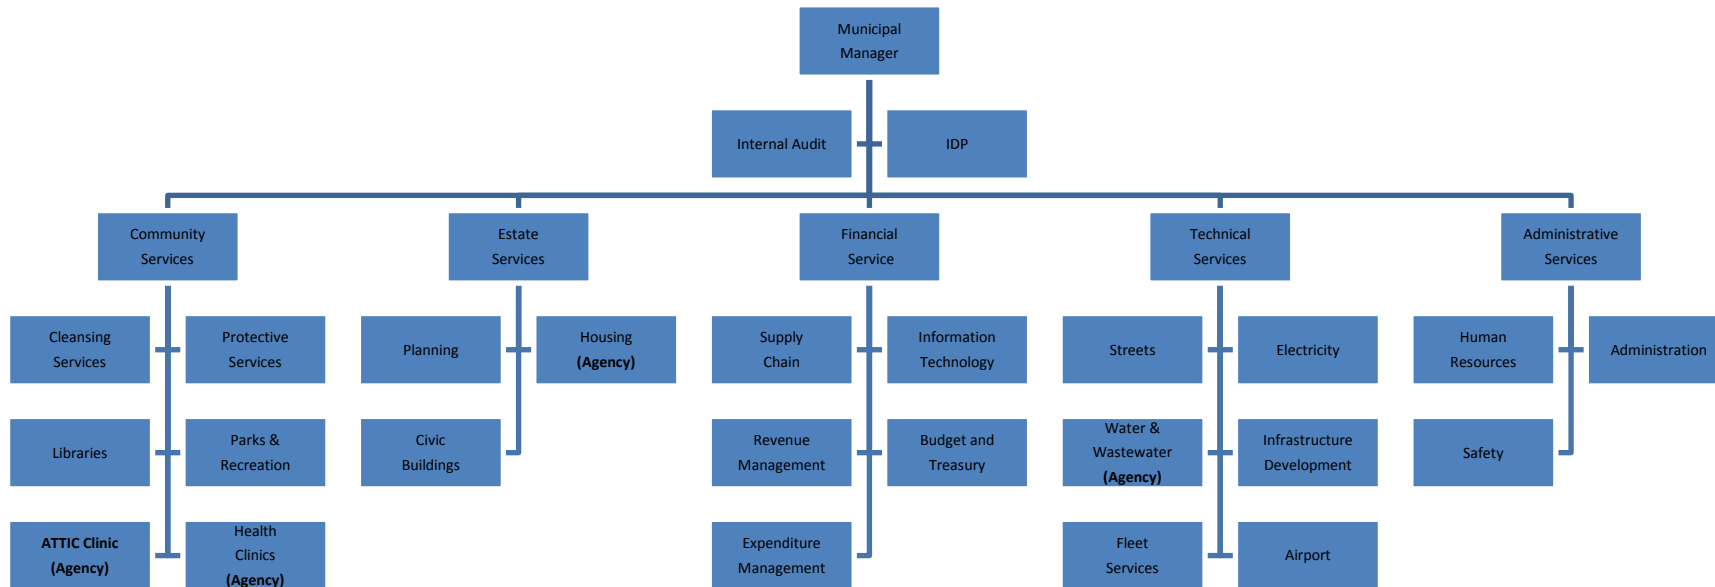 Municipal
Manager
Internal Audit
IDP
Community
Services
Estate
Services
Financial
Service
Technical
Services
Administrative
Services
Cleansing
Services
Protective
Services
Planning
Housing
(Agency)
Supply
Chain
Information
Technology
Streets
Electricity
Human
Resources
Administration
Libraries
Parks &
Recreation
Civic
Buildings
Revenue
Management
Budget and
Treasury
Water &
Wastewater
(Agency)
Infrastructure
Development
Safety
ATTIC Clinic
(Agency)
Health
Clinics
(Agency)
Expenditure
Management
Fleet
Services
Airport